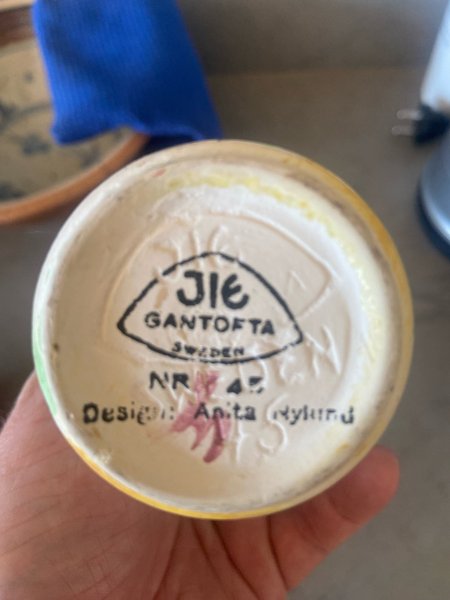 JIE
GANTOFTA
SWEDEN
NR 45
Design: Anita Nylund